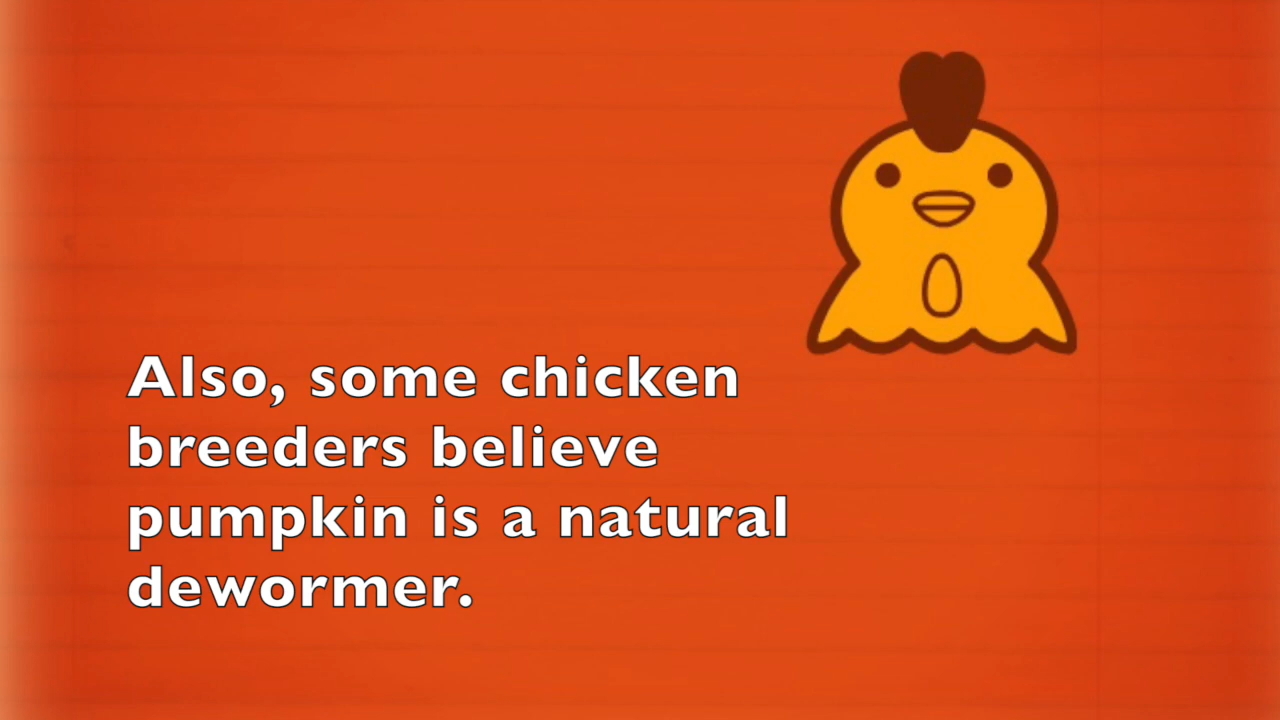 Also, some chicken
breeders believe
pumpkin is a natural
dewormer.